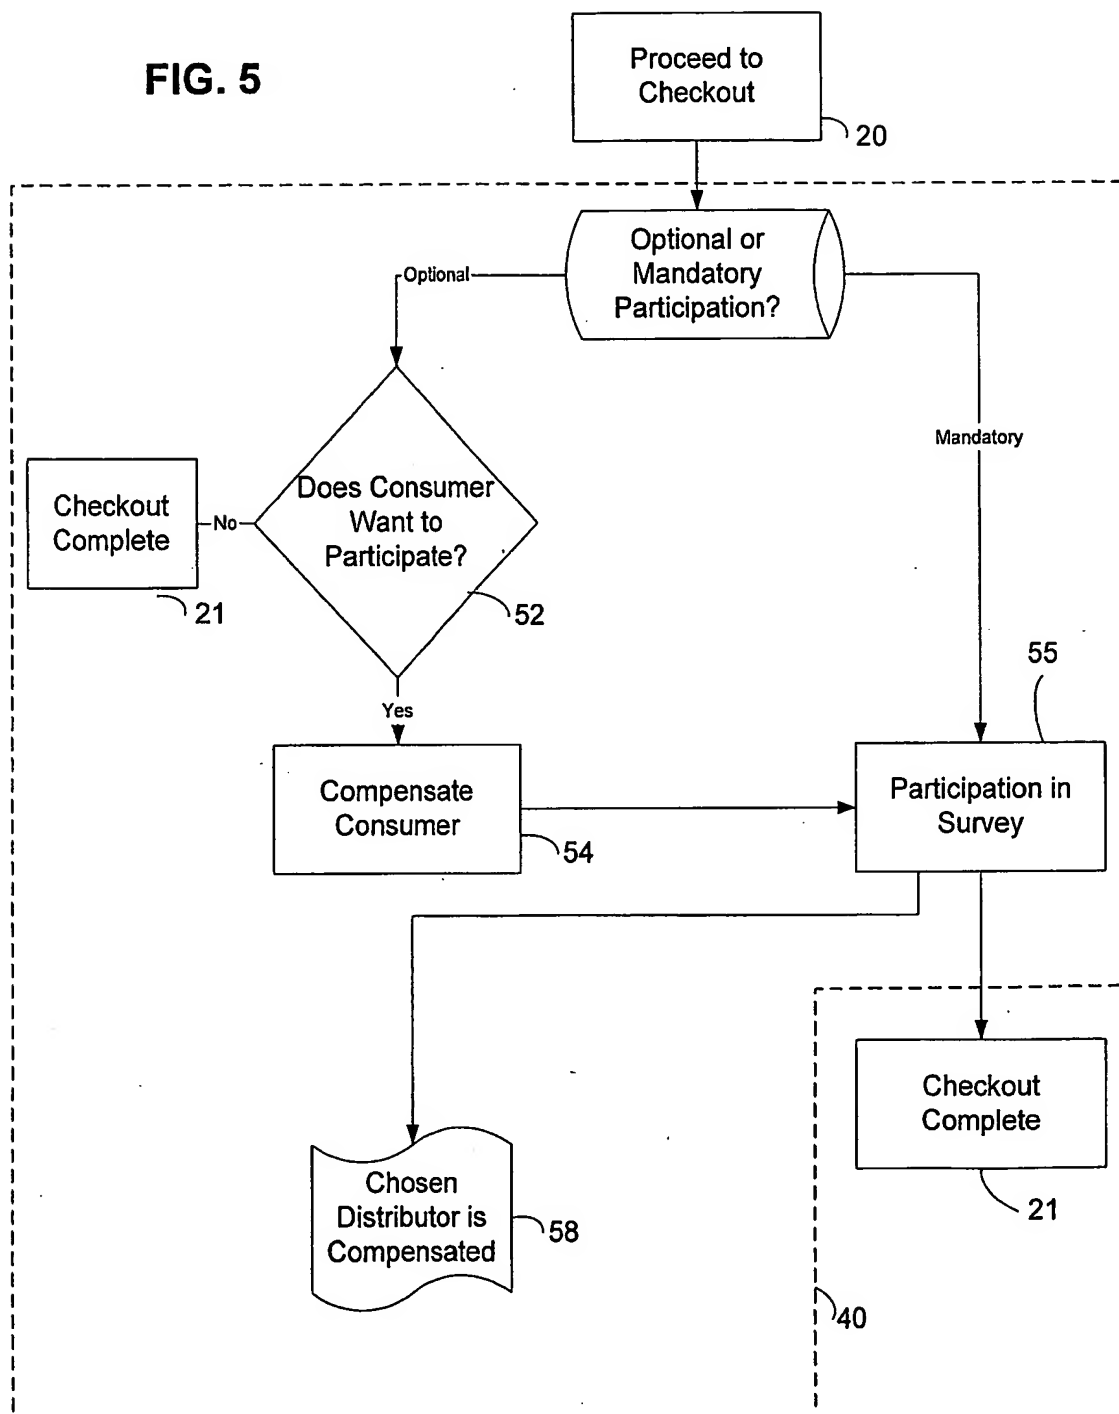 FIG. 5
Proceed to
Checkout
20
Optional or
Mandatory
Participation?
Optional
Mandatory
Does Consumer
Want to
Participate?
52
No
Checkout
Complete
21
Yes
55
Compensate
Consumer
54
Participation in
Survey
Checkout
Complete
21
Chosen
Distributor is
Compensated
58
40